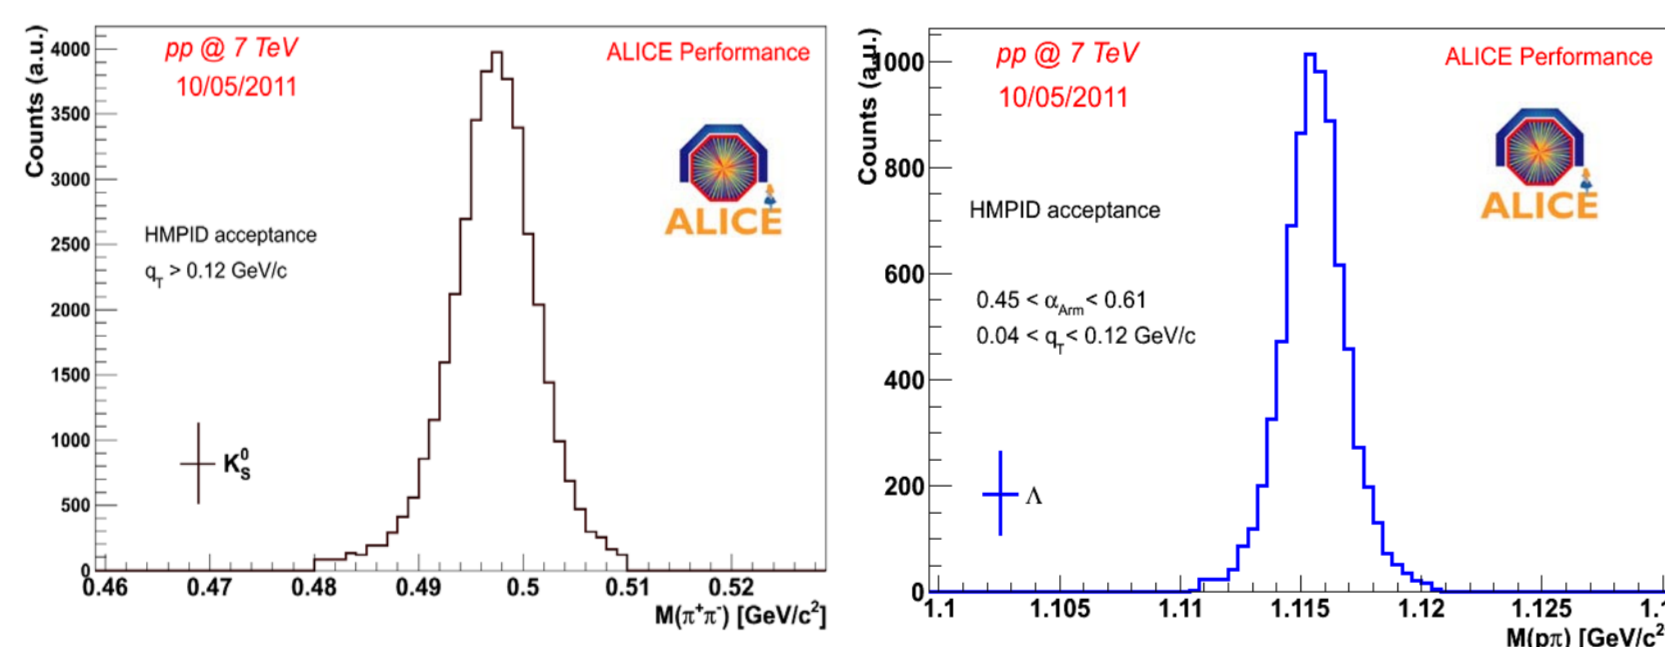 Counts (a.u.)
4000
3500
3000
2500
2000
1500
1000
500
0
pp @ 7 TeV
10/05/2011
ALICE Performance
ALICE
HMPID acceptance
qT > 0.12 GeV/c
K0S
0.46 0.47 0.48 0.49 0.5 0.51 0.52
M(π+π-) [GeV/c2]
Counts (a.u.)
1000
800
600
400
200
0
pp @ 7 TeV
10/05/2011
ALICE Performance
ALICE
HMPID acceptance
0.45 < αArm < 0.61
0.04 < qT < 0.12 GeV/c
Λ
1.1 1.105 1.11 1.115 1.12 1.125
M(pπ) [GeV/c2